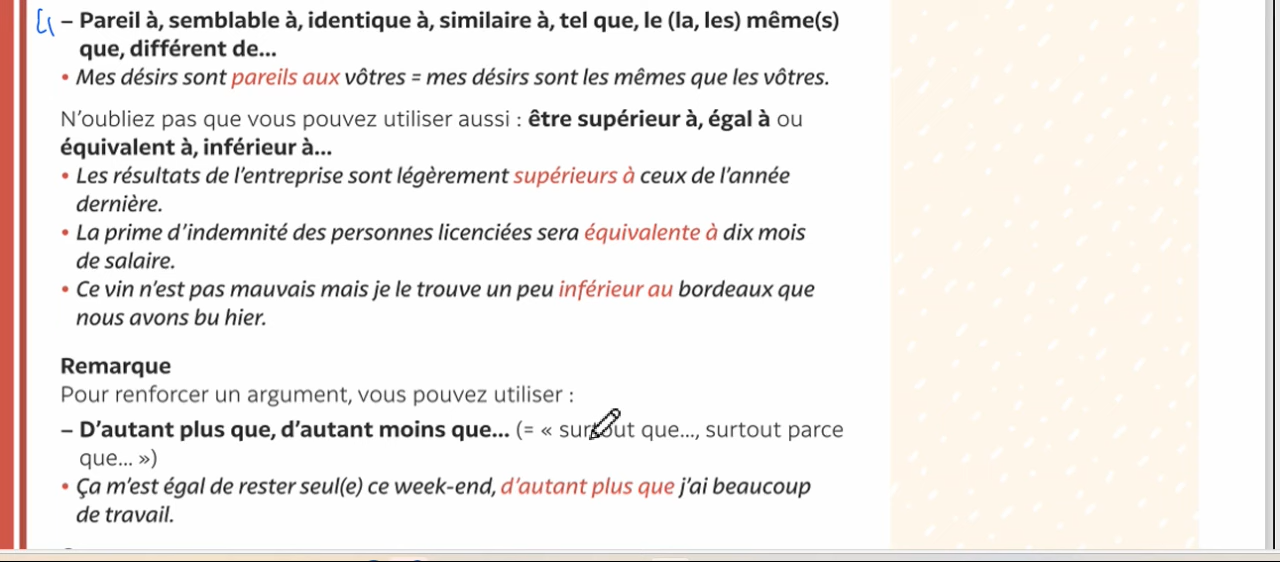 – Pareil à, semblable à, identique à, similaire à, tel que, le (la, les) même(s)
que, différent de...
• Mes désirs sont pareils aux vôtres = mes désirs sont les mêmes que les vôtres.
N'oubliez pas que vous pouvez utiliser aussi : être supérieur à, égal à ou
équivalent à, inférieur à...
• Les résultats de l'entreprise sont légèrement supérieurs à ceux de l'année
dernière.
• La prime d'indemnité des personnes licenciées sera équivalente à dix mois
de salaire.
• Ce vin n'est pas mauvais mais je le trouve un peu inférieur au bordeaux que
nous avons bu hier.
Remarque
Pour renforcer un argument, vous pouvez utiliser :
– D'autant plus que, d'autant moins que... (= « surtout que..., surtout parce
que... »)
• Ça m'est égal de rester seul(e) ce week-end, d'autant plus que j'ai beaucoup
de travail.